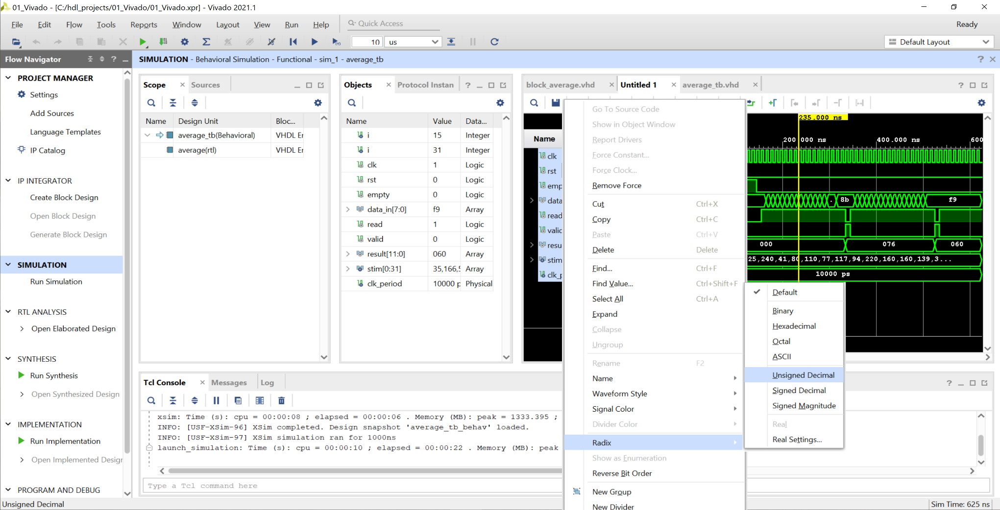 01_Vivado - [C:/hdl_projects/01_Vivado/01_Vivado.xpr] - Vivado 2021.1
File Edit Flow Tools Reports Window Layout View Run Help Quick Access Ready
10 us Default Layout
Flow Navigator
SIMULATION - Behavioral Simulation - Functional - sim_1 - average_tb
PROJECT MANAGER
Settings
Add Sources
Language Templates
IP Catalog
IP INTEGRATOR
Create Block Design
Open Block Design
Generate Block Design
SIMULATION
Run Simulation
RTL ANALYSIS
Open Elaborated Design
SYNTHESIS
Run Synthesis
Open Synthesized Design
IMPLEMENTATION
Run Implementation
Open Implemented Desigr
PROGRAM AND DEBUG
Scope Sources
Name Design Unit Bloc...
average_tb(Behavioral) VHDL Er
average(rtl) VHDL Er
Objects Protocol Instan
Name Value Data...
i 15 Integer
i 31 Integer
clk 1 Logic
rst 0 Logic
empty 0 Logic
data_in[7:0] f9 Array
read 1 Logic
valid 0 Logic
result[11:0] 060 Array
stim[0:31] 35,166,5 Array
clk_period 10000 p Physical
block_average.vhd Untitled 1 average_tb.vhd
Name
clk
rst
emp
data
read
valid
resu
stim
clk_p
235.000 ns
200.000 ns 400.000 ns 600
8b f9
000 076 060
25,240,41,80,110,77,117,94,220,160,160,139,3...
10000 ps
Go To Source Code
Show in Object Window
Report Drivers
Force Constant...
Force Clock...
Remove Force
Cut Ctrl+X
Copy Ctrl+C
Paste Ctrl+V
Delete Delete
Find... Ctrl+F
Find Value... Ctrl+Shift+F
Select All Ctrl+A
Expand
Collapse
Ungroup
Rename F2
Name
Waveform Style
Signal Color
Divider Color
Radix
Show as Enumeration
Reverse Bit Order
New Group
New Divider
Default
Binary
Hexadecimal
Octal
ASCII
Unsigned Decimal
Signed Decimal
Signed Magnitude
Real
Real Settings...
Tcl Console Messages Log
xsim: Time (s): cpu = 00:00:08 ; elapsed = 00:00:06 . Memory (MB): peak = 1333.395 ;
INFO: [USF-XSim-96] XSim completed. Design snapshot 'average_tb_behav' loaded.
INFO: [USF-XSim-97] XSim simulation ran for 1000ns
launch_simulation: Time (s): cpu = 00:00:10 ; elapsed = 00:00:22 . Memory (MB): peak
Type a Tcl command here
Unsigned Decimal
Sim Time: 625 ns